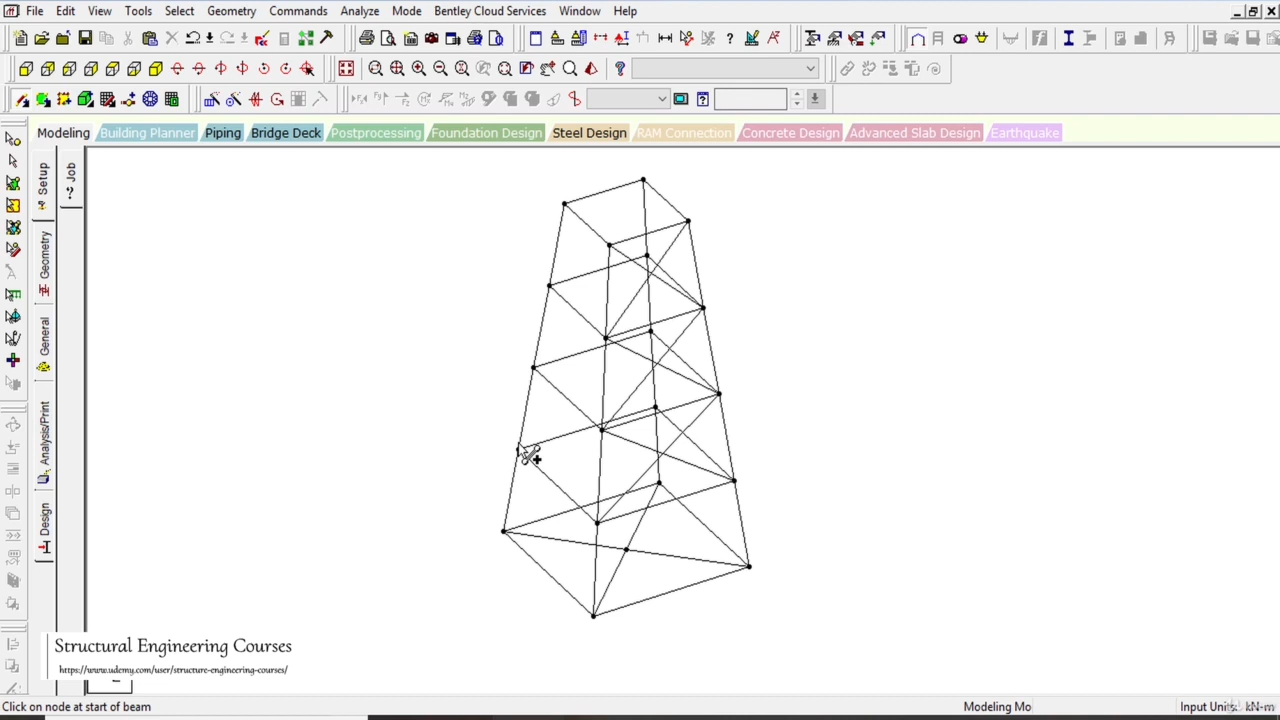 File Edit View Tools Select Geometry Commands Analyze Mode Bentley Cloud Services Window Help
Modeling Building Planner Piping Bridge Deck Postprocessing Foundation Design Steel Design RAM Connection Concrete Design Advanced Slab Design Earthquake
Setup
Job
Geometry
General
Analysis/Print
Design
Structural Engineering Courses
https://www.udemy.com/user/structure-engineering-courses/
Click on node at start of beam Modeling Mo Input Units: kN-m